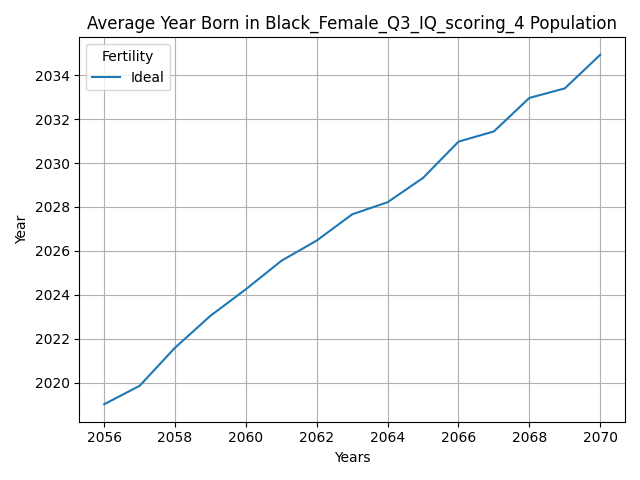 Average Year Born in Black_Female_Q3_IQ_scoring_4 Population
Fertility
Ideal
2034
2032
2030
2028
2026
2024
2022
2020
Year
2056 2058 2060 2062 2064 2066 2068 2070
Years